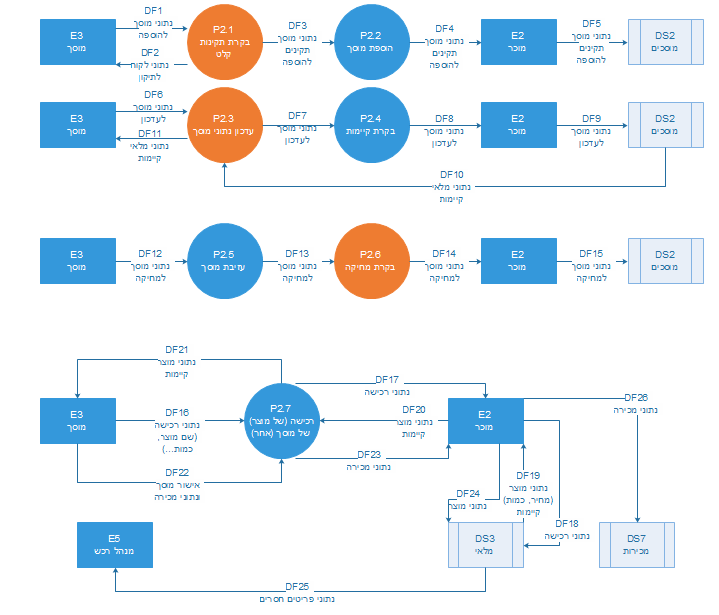 DF1
נתוני מוסך
להוספה
DF3
נתוני מוסך
תקינים
להוספה
DF4
נתוני מוסך
תקינים
להוספה
DF5
נתוני מוסך
תקינים
להוספה
E3
מוסך
P2.1
בקרת תקינות
קלט
P2.2
הוספת מוסך
E2
מוכר
DS2
מוסכים
DF2
נתוני לקוח
לתיקון
DF6
נתוני מוסך
לעדכון
DF7
נתוני מוסך
לעדכון
DF8
נתוני מוסך
לעדכון
DF9
נתוני מוסך
לעדכון
E3
מוסך
P2.3
עדכון נתוני מוסך
P2.4
בקרת קיימות
E2
מוכר
DS2
מוסכים
DF11
נתוני מלאי
קיימות
DF10
נתוני מלאי
קיימות
E3
מוסך
DF12
נתוני מוסך
למחיקה
P2.5
עזיבת מוסך
DF13
נתוני מוסך
למחיקה
P2.6
בקרת מחיקה
DF14
נתוני מוסך
למחיקה
E2
מוכר
DF15
נתוני מוסך
למחיקה
DS2
מוסכים
DF21
נתוני מוצר
קיימות
DF17
נתוני רכישה
DF26
נתוני מכירה
E3
מוסך
DF16
נתוני רכישה
(שם מוצר,
כמות...)
P2.7
רכישה (של מוצר)
של מוסך (אחר)
DF20
נתוני מוצר
קיימות
E2
מוכר
DF23
נתוני מכירה
DF22
אישור מוסך
ונתוני מכירה
DF19
נתוני מוצר
(מחיר, כמות)
קיימות
DF24
נתוני מוצר
DF18
נתוני רכישה
E5
מנהל רכש
DS3
מלאי
DS7
מכירות
DF25
נתוני פריטים חסרים